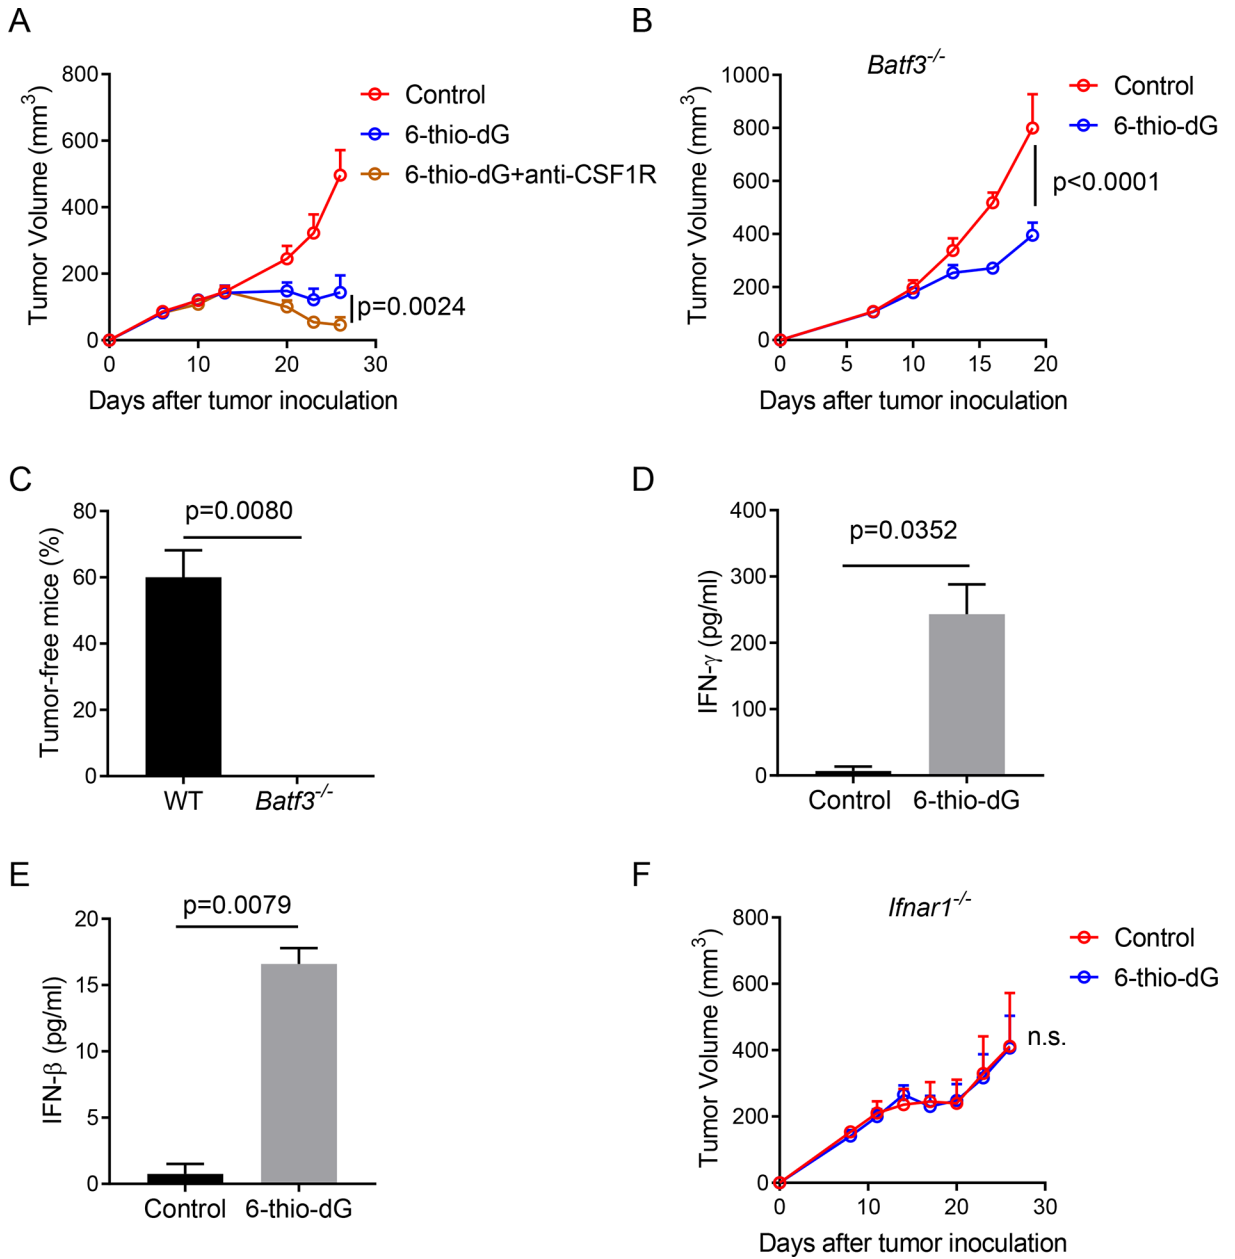 A
Tumor Volume (mm³)
800
600
400
200
0
0 10 20 30
Days after tumor inoculation
Control
6-thio-dG
6-thio-dG+anti-CSF1R
p=0.0024
B
Batf3-/-
Tumor Volume (mm³)
1000
800
600
400
200
0
0 5 10 15 20
Days after tumor inoculation
Control
6-thio-dG
p<0.0001
C
Tumor-free mice (%)
80
60
40
20
0
p=0.0080
WT Batf3-/-
D
IFN-γ (pg/ml)
400
300
200
100
0
p=0.0352
Control 6-thio-dG
E
IFN-β (pg/ml)
20
15
10
5
0
p=0.0079
Control 6-thio-dG
F
Ifnar1-/-
Tumor Volume (mm³)
800
600
400
200
0
0 10 20 30
Days after tumor inoculation
Control
6-thio-dG
n.s.